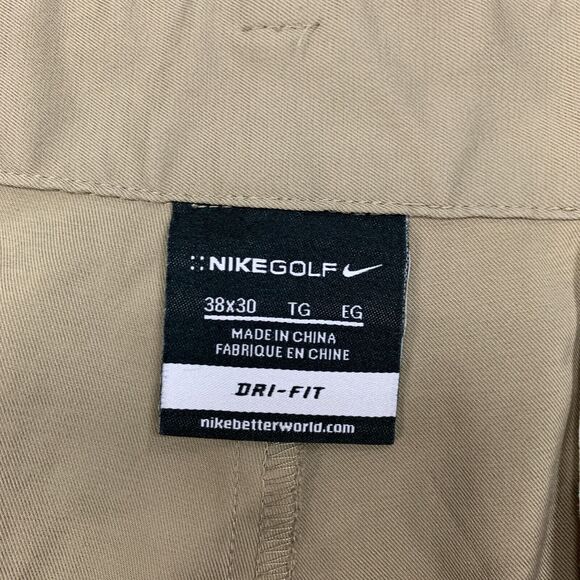 NIKEGOLF
38x30 TG EG
MADE IN CHINA
FABRIQUE EN CHINE
DRI-FIT
nikebetterworld.com